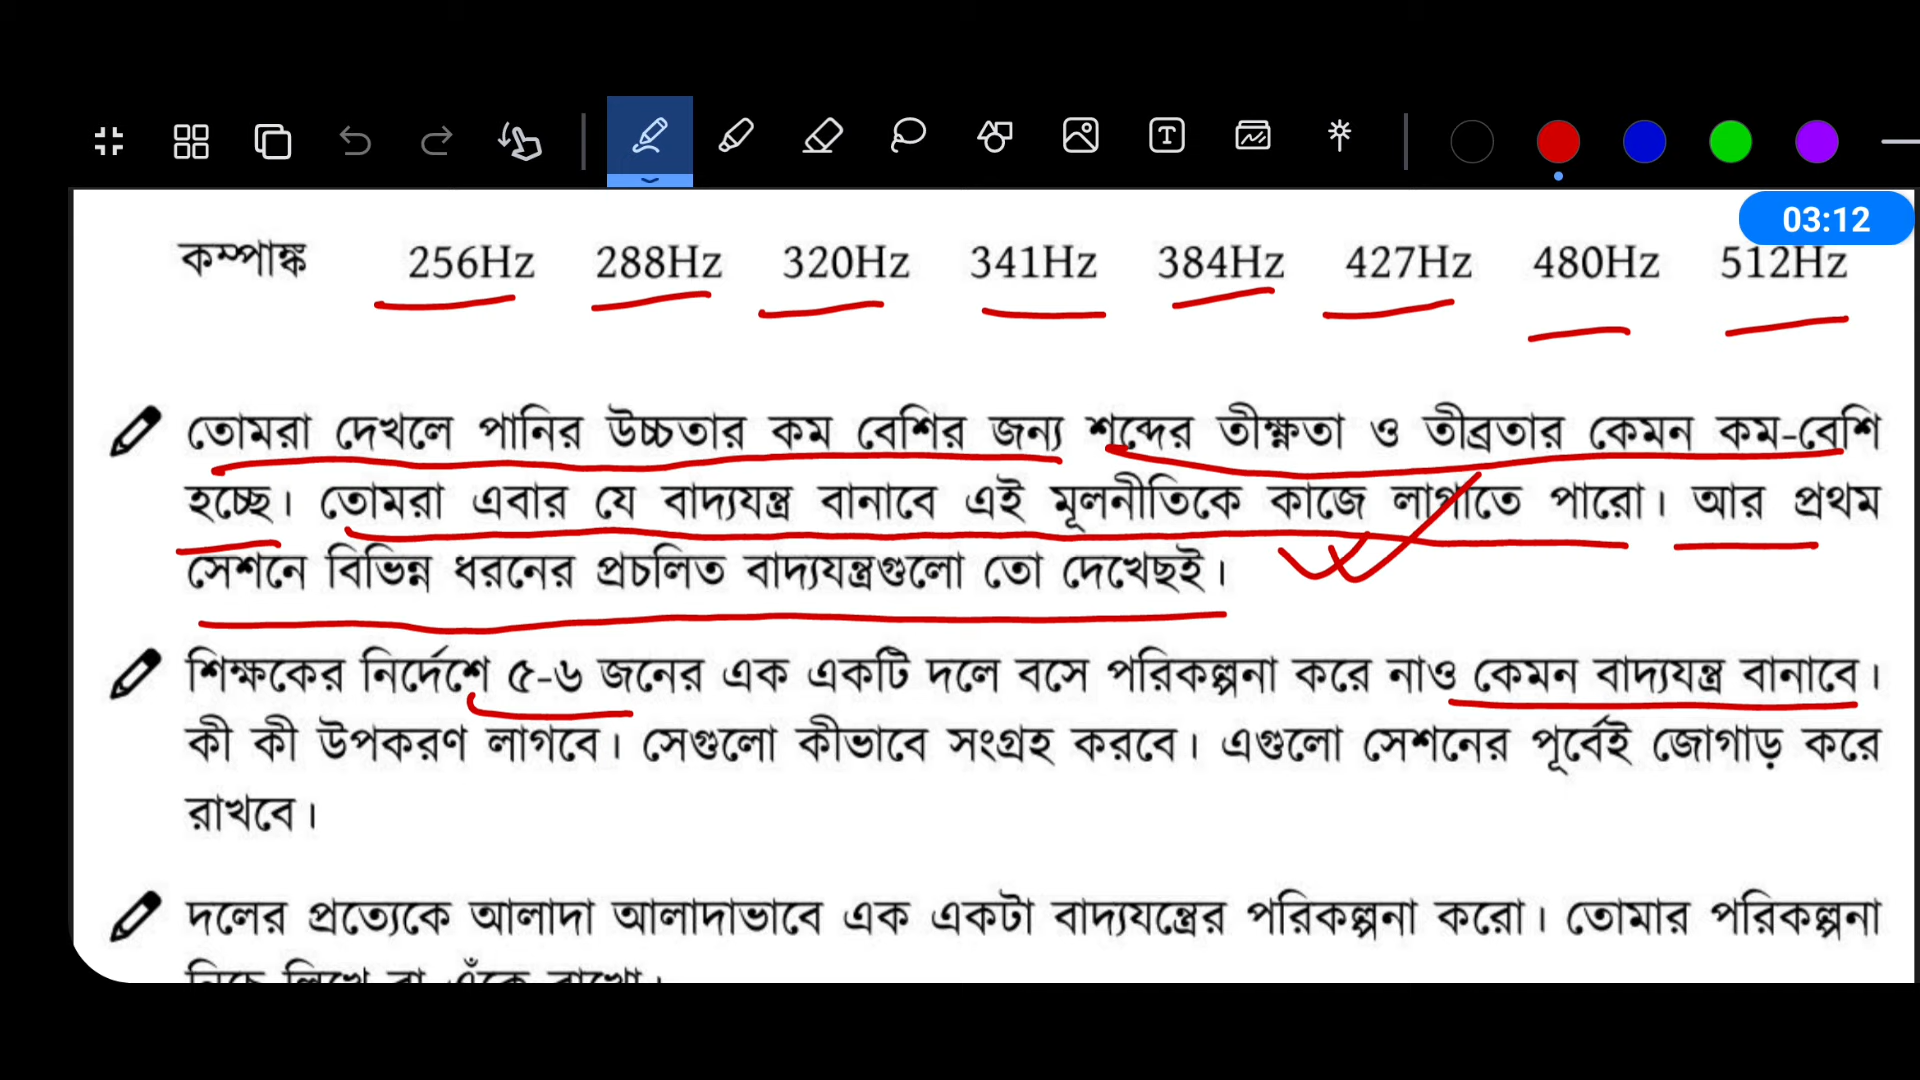 03:12
কম্পাঙ্ক 256Hz 288Hz 320Hz 341Hz 384Hz 427Hz 480Hz 512Hz
তোমরা দেখলে পানির উচ্চতার কম বেশির জন্য শব্দের তীক্ষ্ণতা ও তীব্রতার কেমন কম-বেশি
হচ্ছে। তোমরা এবার যে বাদ্যযন্ত্র বানাবে এই মূলনীতিকে কাজে লাগাতে পারো। আর প্রথম
সেশনে বিভিন্ন ধরনের প্রচলিত বাদ্যযন্ত্রগুলো তো দেখেছই।
শিক্ষকের নির্দেশে ৫-৬ জনের এক একটি দলে বসে পরিকল্পনা করে নাও কেমন বাদ্যযন্ত্র বানাবে।
কী কী উপকরণ লাগবে। সেগুলো কীভাবে সংগ্রহ করবে। এগুলো সেশনের পূর্বেই জোগাড় করে
রাখবে।
দলের প্রত্যেকে আলাদা আলাদাভাবে এক একটা বাদ্যযন্ত্রের পরিকল্পনা করো। তোমার পরিকল্পনা
নিচে লিখে বা এঁকে রাখো।